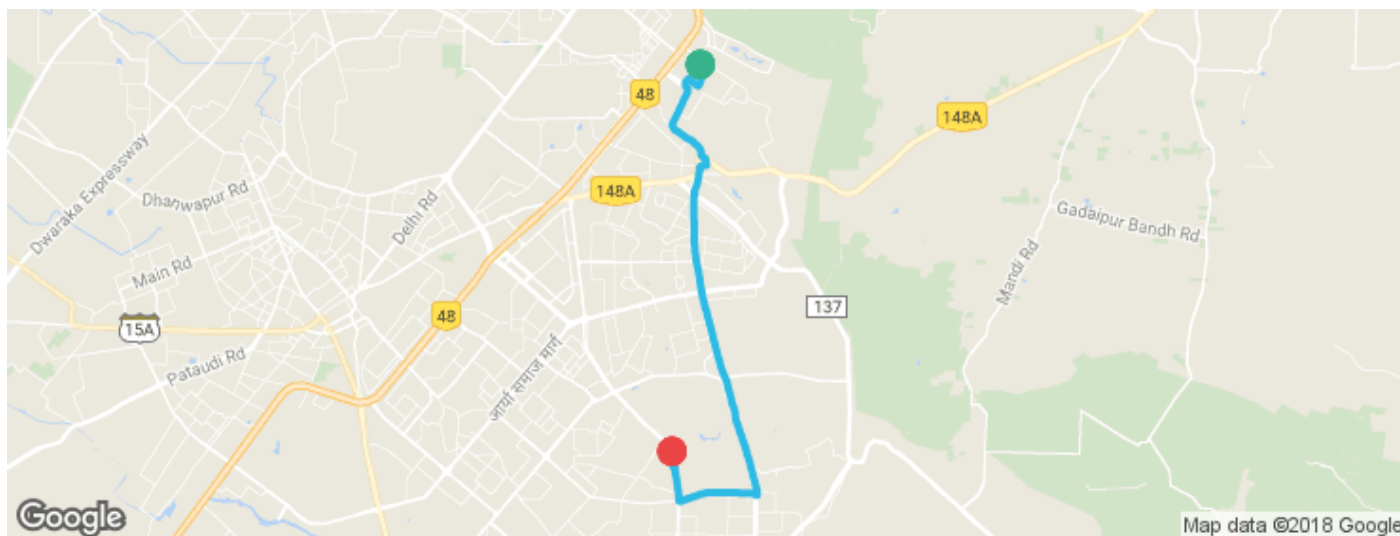 48
148A
Dwaraka Expressway
Dhanwapur Rd
148A
Delhi Rd
Gadaipur Bandh Rd
Main Rd
Mandi Rd
137
15A
48
Pataudi Rd
आर्या समाज मार्ग
Google
Map data ©2018 Google